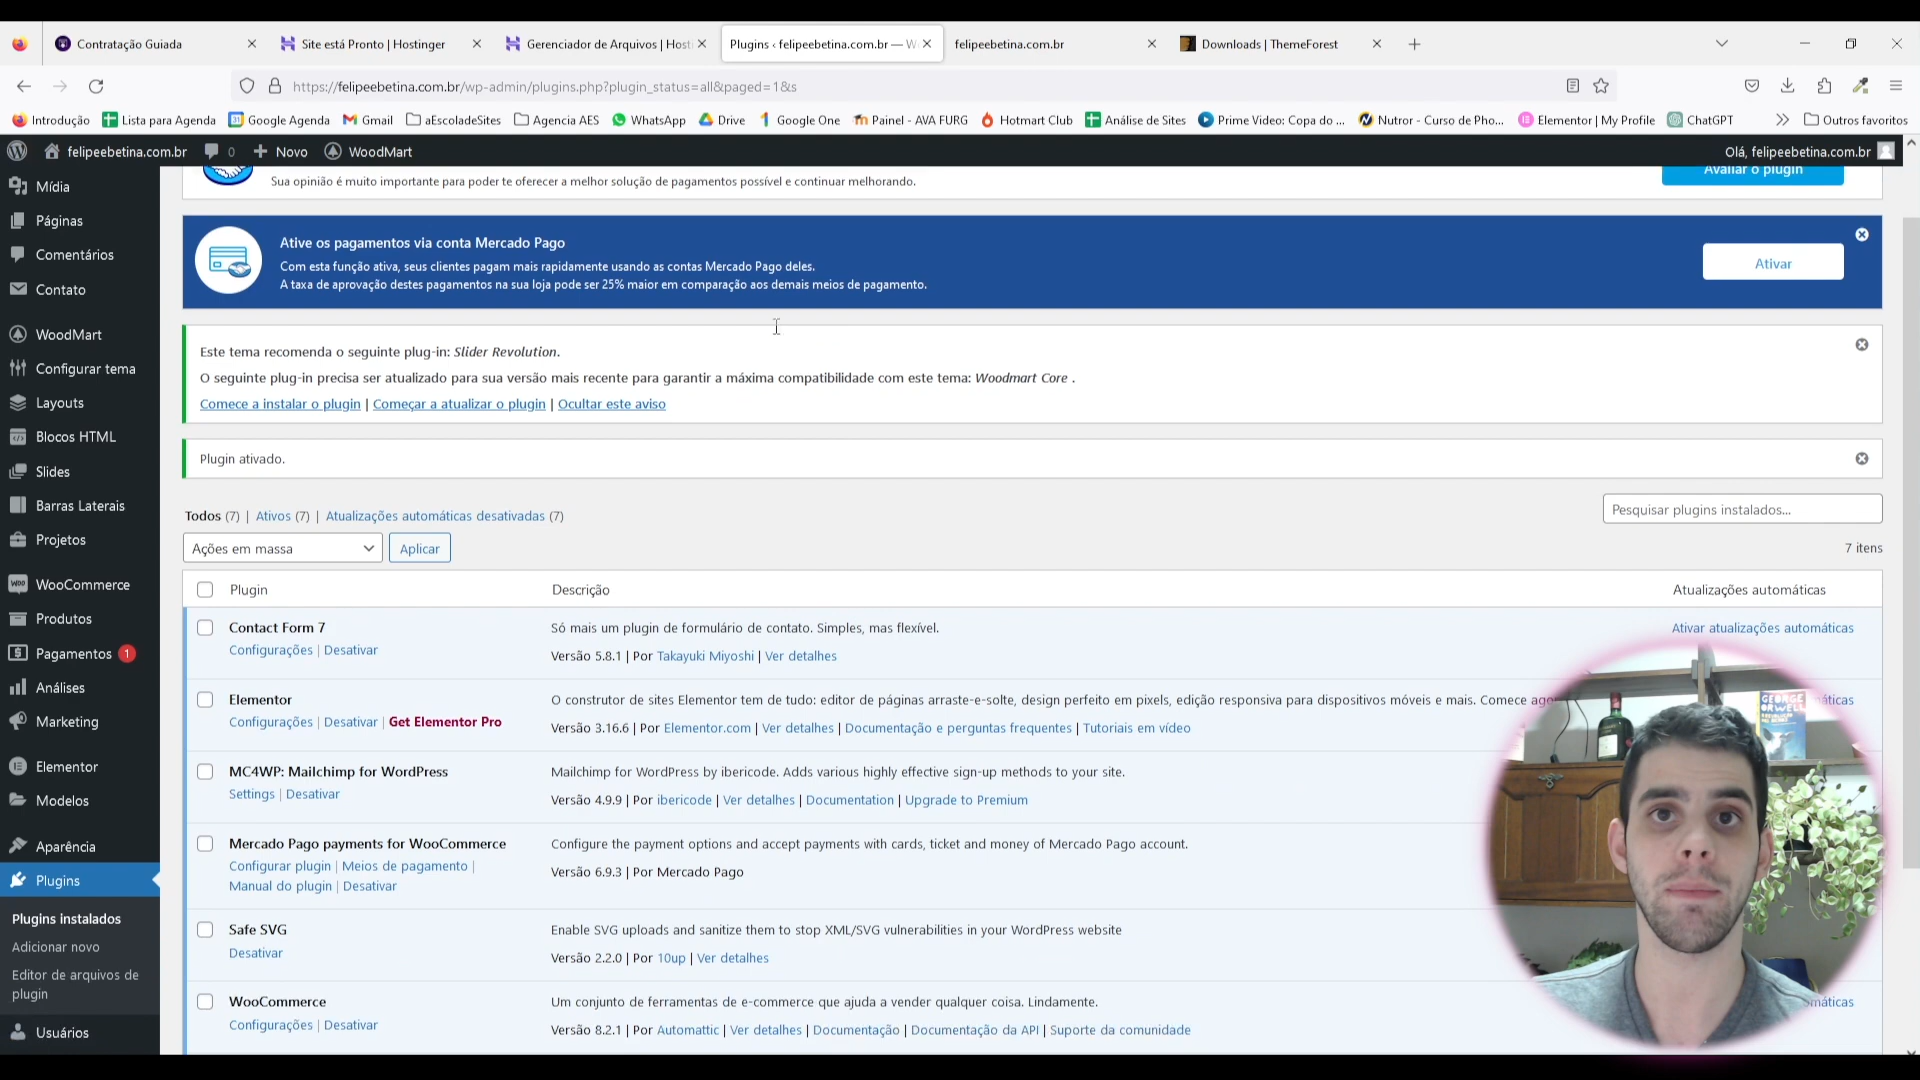 Contratação Guiada
Site está Pronto | Hostinger
Gerenciador de Arquivos | Host
Plugins ‹ felipeebetina.com.br — W
felipeebetina.com.br
Downloads | ThemeForest
https://felipeebetina.com.br/wp-admin/plugins.php?plugin_status=all&paged=1&s
Introdução
Lista para Agenda
Google Agenda
Gmail
aEscoladeSites
Agencia AES
WhatsApp
Drive
Google One
Painel - AVA FURG
Hotmart Club
Análise de Sites
Prime Video: Copa do ...
Nutror - Curso de Pho...
Elementor | My Profile
ChatGPT
Outros favoritos
felipeebetina.com.br
0
Novo
WoodMart
Olá, felipeebetina.com.br
Mídia
Páginas
Comentários
Contato
WoodMart
Configurar tema
Layouts
Blocos HTML
Slides
Barras Laterais
Projetos
WooCommerce
Produtos
Pagamentos 1
Análises
Marketing
Elementor
Modelos
Aparência
Plugins
Plugins instalados
Adicionar novo
Editor de arquivos de
plugin
Usuários
Sua opinião é muito importante para poder te oferecer a melhor solução de pagamentos possível e continuar melhorando.
Avaliar o plugin
Ative os pagamentos via conta Mercado Pago
Com esta função ativa, seus clientes pagam mais rapidamente usando as contas Mercado Pago deles.
A taxa de aprovação destes pagamentos na sua loja pode ser 25% maior em comparação aos demais meios de pagamento.
Ativar
Este tema recomenda o seguinte plug-in: Slider Revolution.
O seguinte plug-in precisa ser atualizado para sua versão mais recente para garantir a máxima compatibilidade com este tema: Woodmart Core .
Comece a instalar o plugin | Começar a atualizar o plugin | Ocultar este aviso
Plugin ativado.
Todos (7) | Ativos (7) | Atualizações automáticas desativadas (7)
Pesquisar plugins instalados...
Ações em massa
Aplicar
7 itens
Plugin
Descrição
Atualizações automáticas
Contact Form 7
Só mais um plugin de formulário de contato. Simples, mas flexível.
Ativar atualizações automáticas
Configurações | Desativar
Versão 5.8.1 | Por Takayuki Miyoshi | Ver detalhes
Elementor
O construtor de sites Elementor tem de tudo: editor de páginas arraste-e-solte, design perfeito em pixels, edição responsiva para dispositivos móveis e mais. Comece ago
áticas
Configurações | Desativar | Get Elementor Pro
Versão 3.16.6 | Por Elementor.com | Ver detalhes | Documentação e perguntas frequentes | Tutoriais em vídeo
MC4WP: Mailchimp for WordPress
Mailchimp for WordPress by ibericode. Adds various highly effective sign-up methods to your site.
Settings | Desativar
Versão 4.9.9 | Por ibericode | Ver detalhes | Documentation | Upgrade to Premium
Mercado Pago payments for WooCommerce
Configure the payment options and accept payments with cards, ticket and money of Mercado Pago account.
Configurar plugin | Meios de pagamento |
Manual do plugin | Desativar
Versão 6.9.3 | Por Mercado Pago
Safe SVG
Enable SVG uploads and sanitize them to stop XML/SVG vulnerabilities in your WordPress website
Desativar
Versão 2.2.0 | Por 10up | Ver detalhes
WooCommerce
Um conjunto de ferramentas de e-commerce que ajuda a vender qualquer coisa. Lindamente.
máticas
Configurações | Desativar
Versão 8.2.1 | Por Automattic | Ver detalhes | Documentação | Documentação da API | Suporte da comunidade
GEORGE
ORWELL